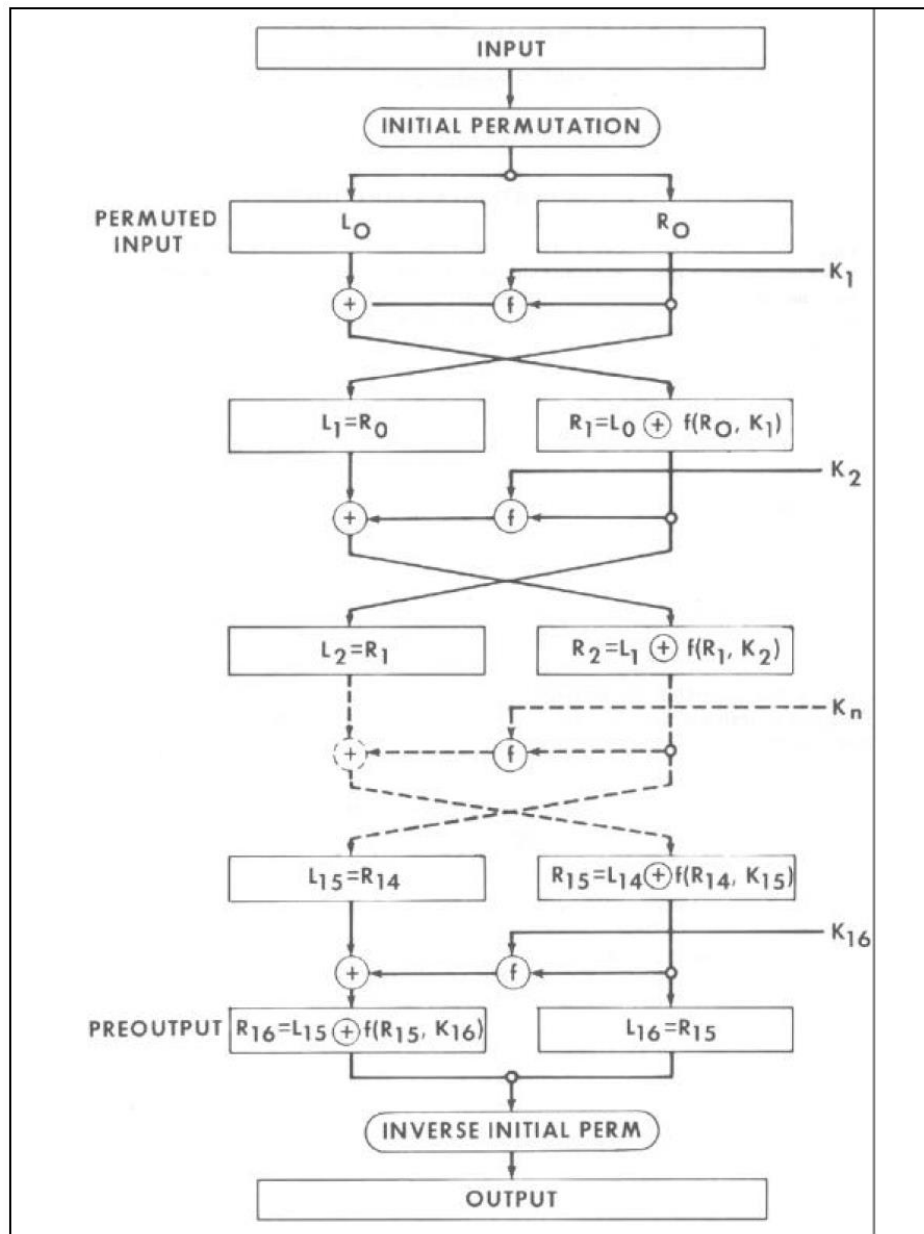 INPUT
INITIAL PERMUTATION
PERMUTED
INPUT
L₀
R₀
K₁
+
f
L₁=R₀
R₁=L₀ ⊕ f(R₀, K₁)
K₂
+
f
L₂=R₁
R₂=L₁ ⊕ f(R₁, K₂)
Kₙ
+
f
L₁₅=R₁₄
R₁₅=L₁₄⊕f(R₁₄, K₁₅)
K₁₆
+
f
PREOUTPUT
R₁₆=L₁₅⊕f(R₁₅, K₁₆)
L₁₆=R₁₅
INVERSE INITIAL PERM
OUTPUT